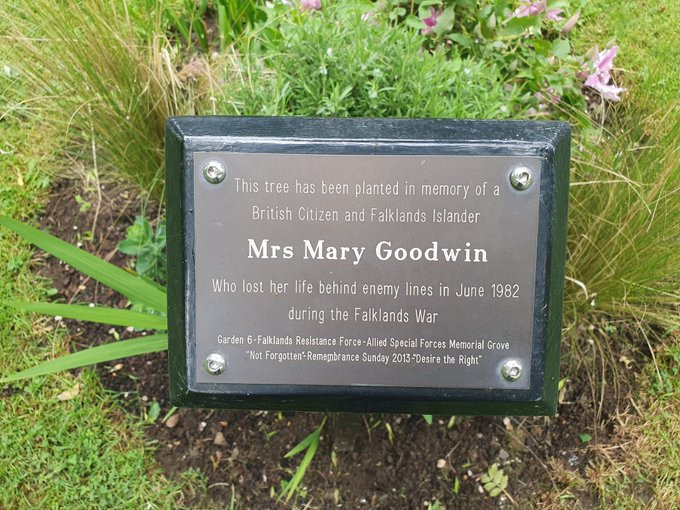 This tree has been planted in memory of a
British Citizen and Falklands Islander
Mrs Mary Goodwin
Who lost her life behind enemy lines in June 1982
during the Falklands War
Garden 6-Falklands Resistance Force-Allied Special Forces Memorial Grove
"Not Forgotten"-Remembrance Sunday 2013-"Desire the Right"